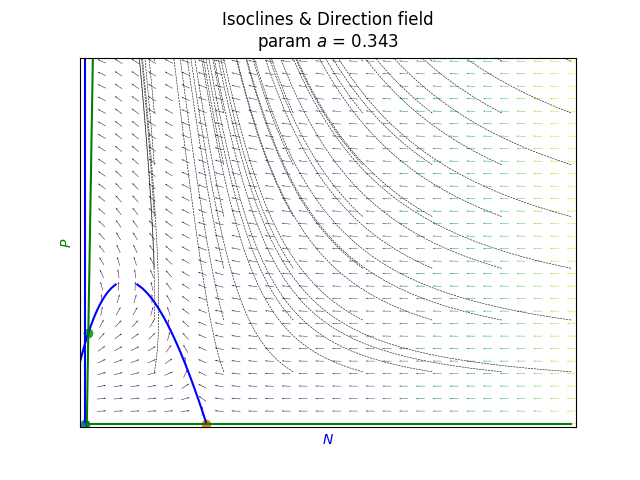 Isoclines & Direction field
param a = 0.343
P
N